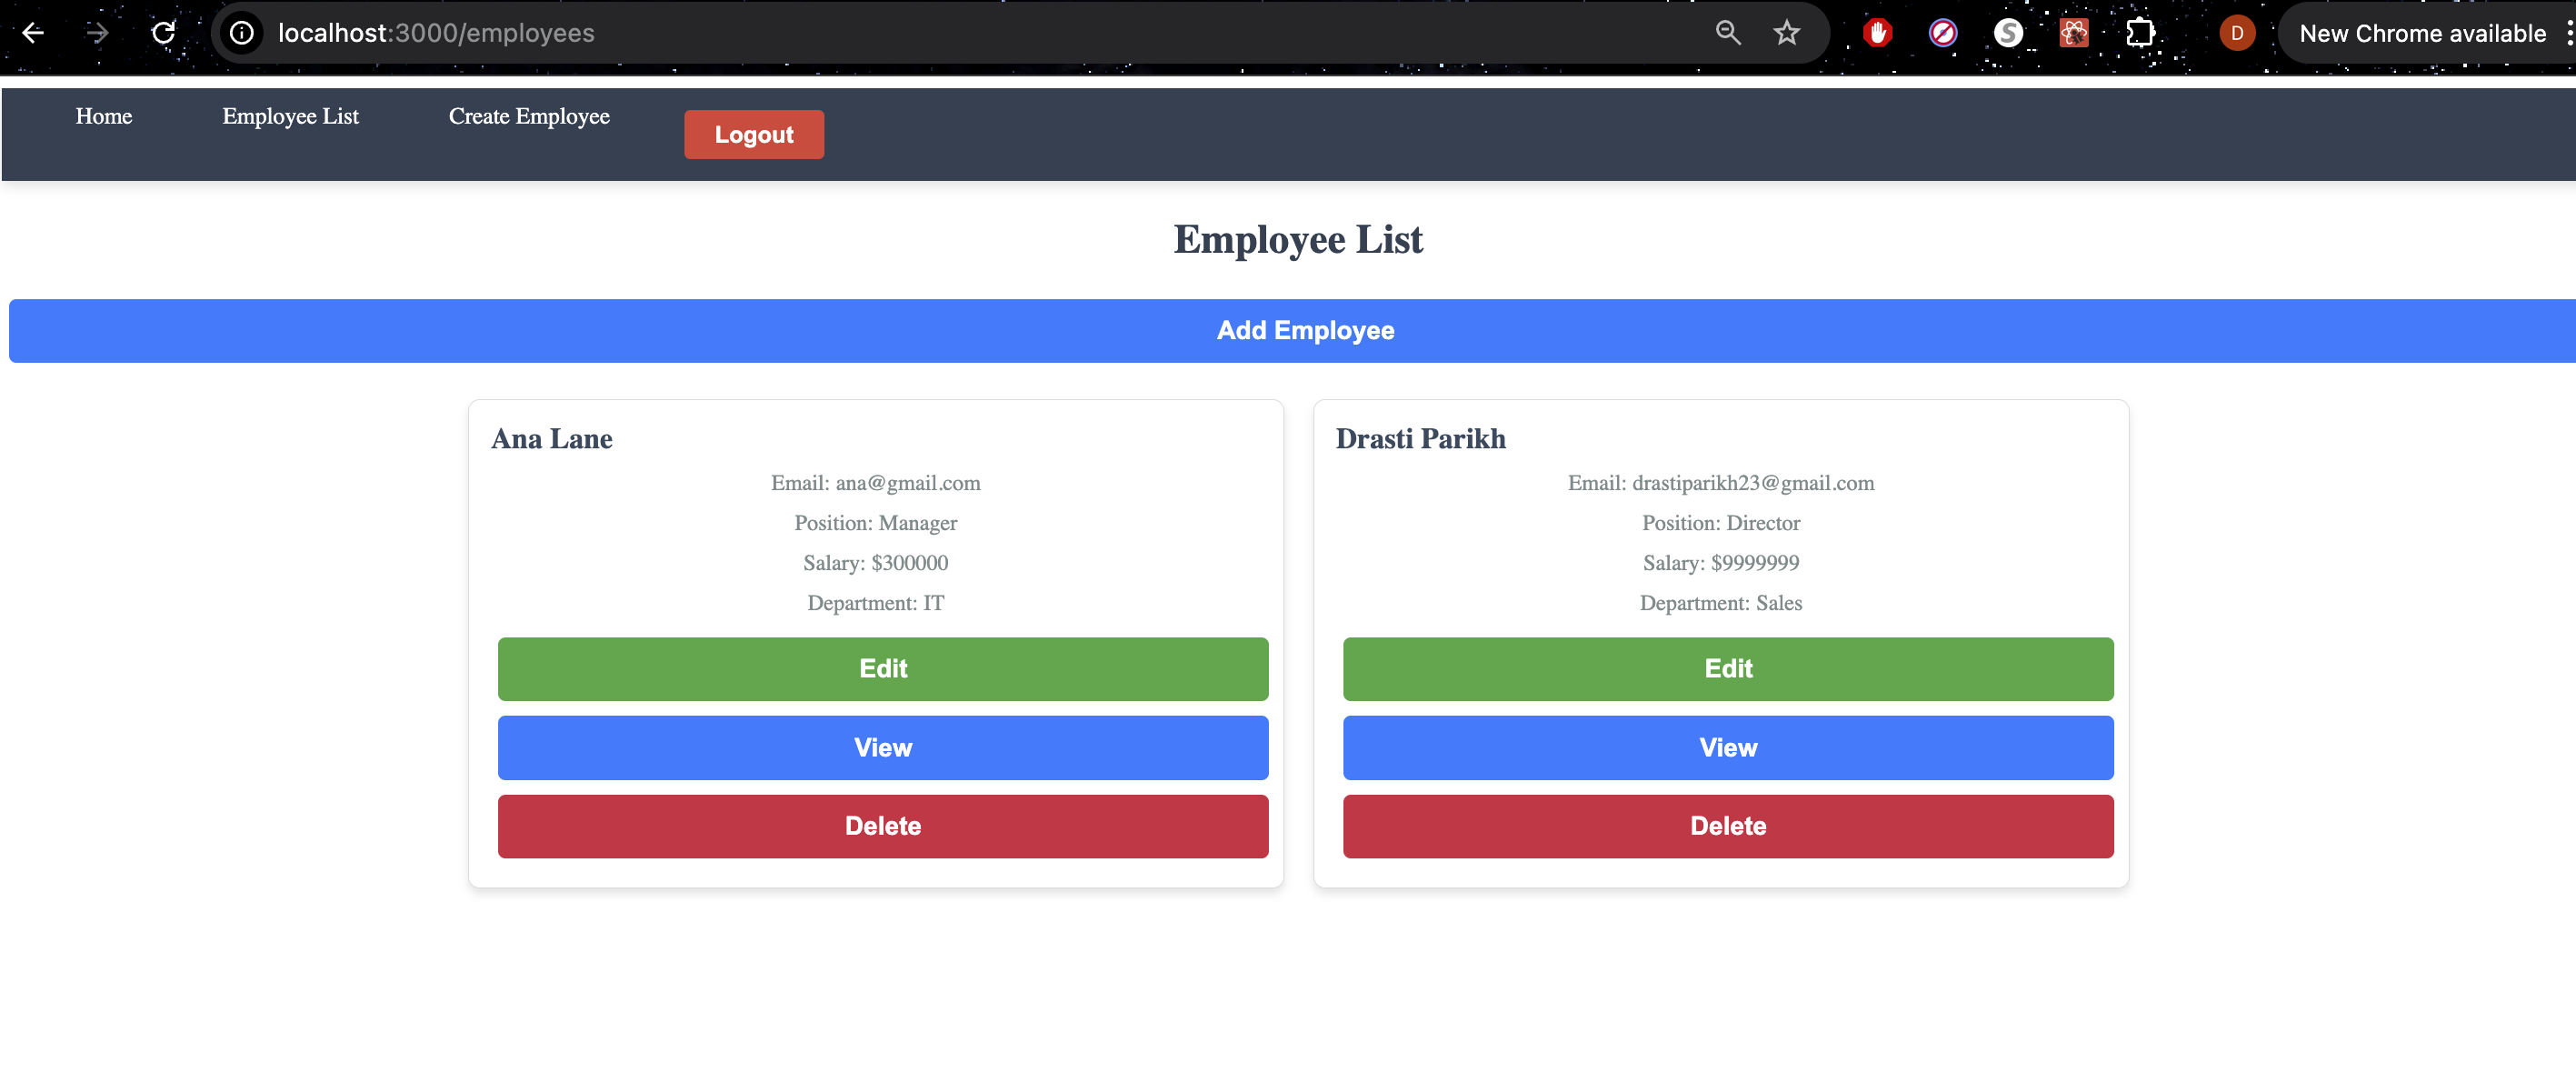 localhost:3000/employees
D
New Chrome available
Home
Employee List
Create Employee
Logout
Employee List
Add Employee
Ana Lane
Email: ana@gmail.com
Position: Manager
Salary: $300000
Department: IT
Edit
View
Delete
Drasti Parikh
Email: drastiparikh23@gmail.com
Position: Director
Salary: $9999999
Department: Sales
Edit
View
Delete